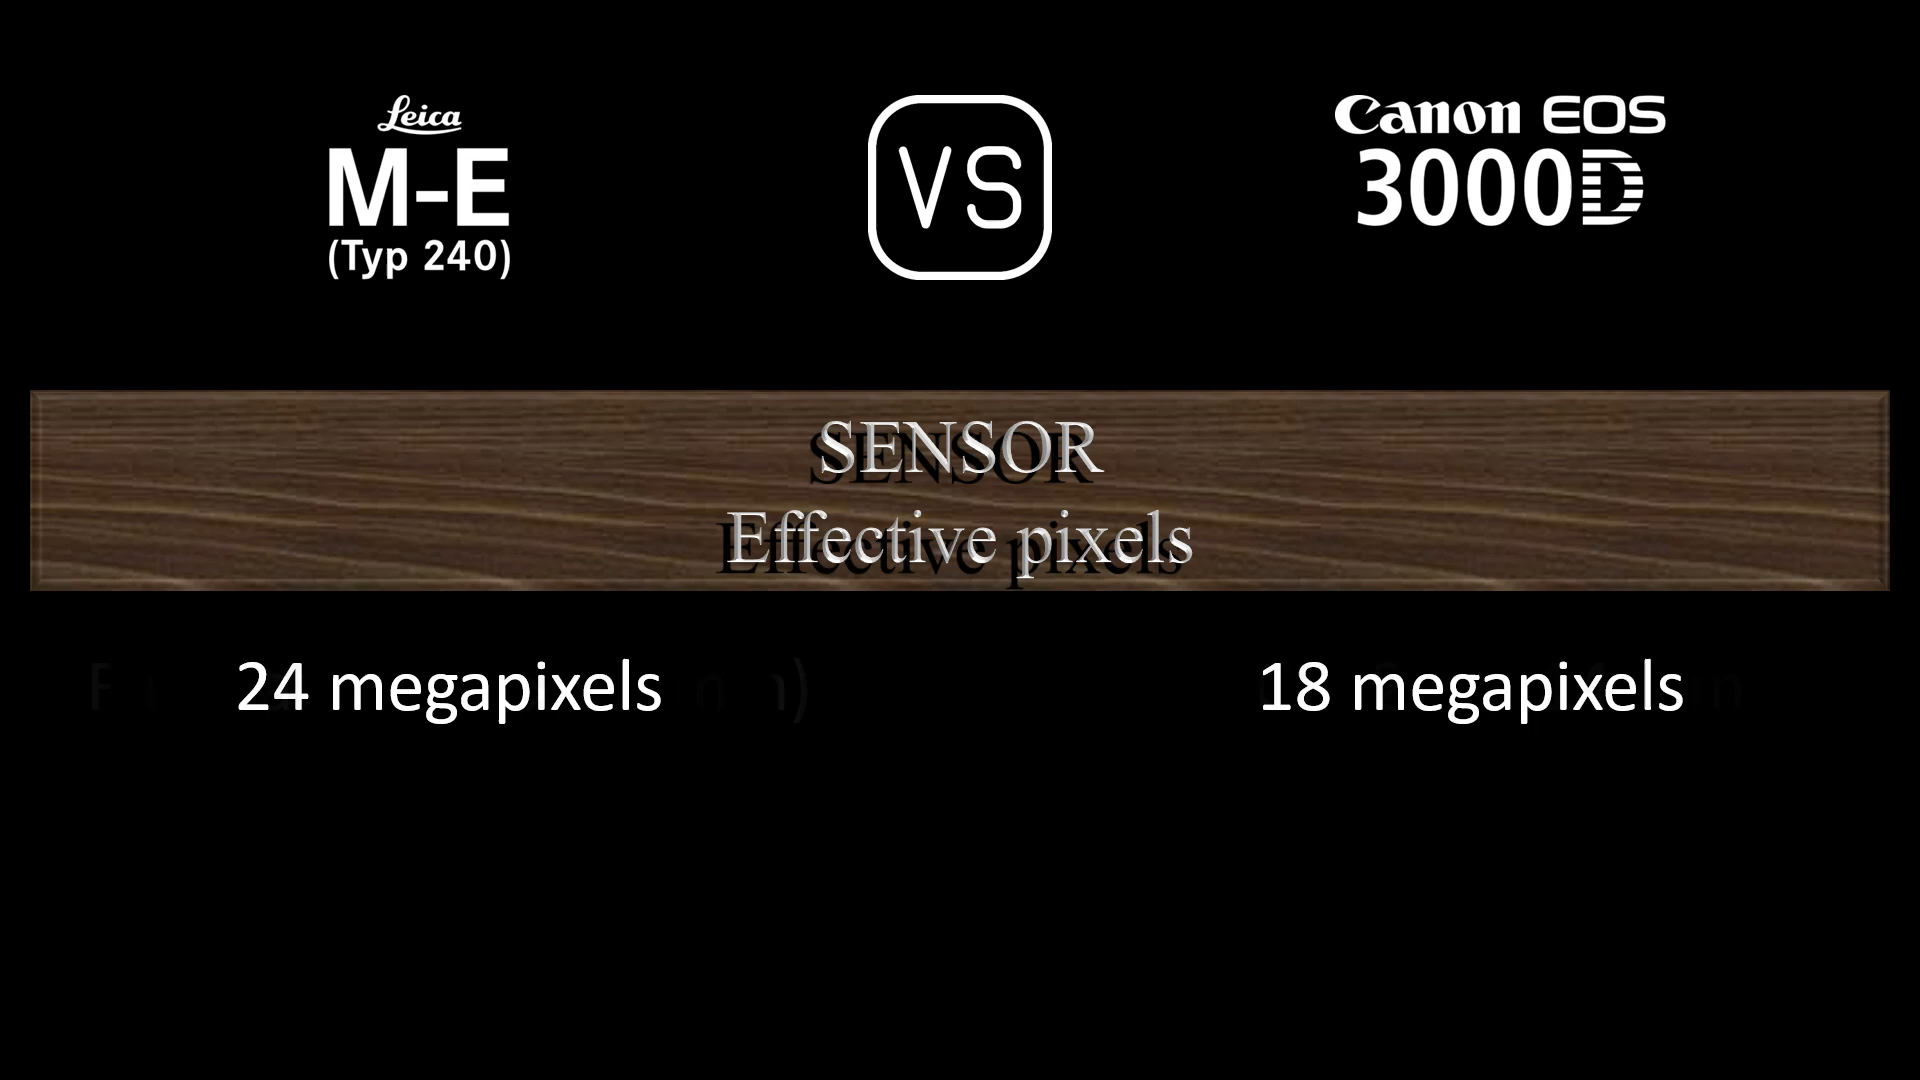 Leica
M-E
(Typ 240)
VS
Canon EOS
3000D
SENSOR
Effective pixels
24 megapixels
18 megapixels